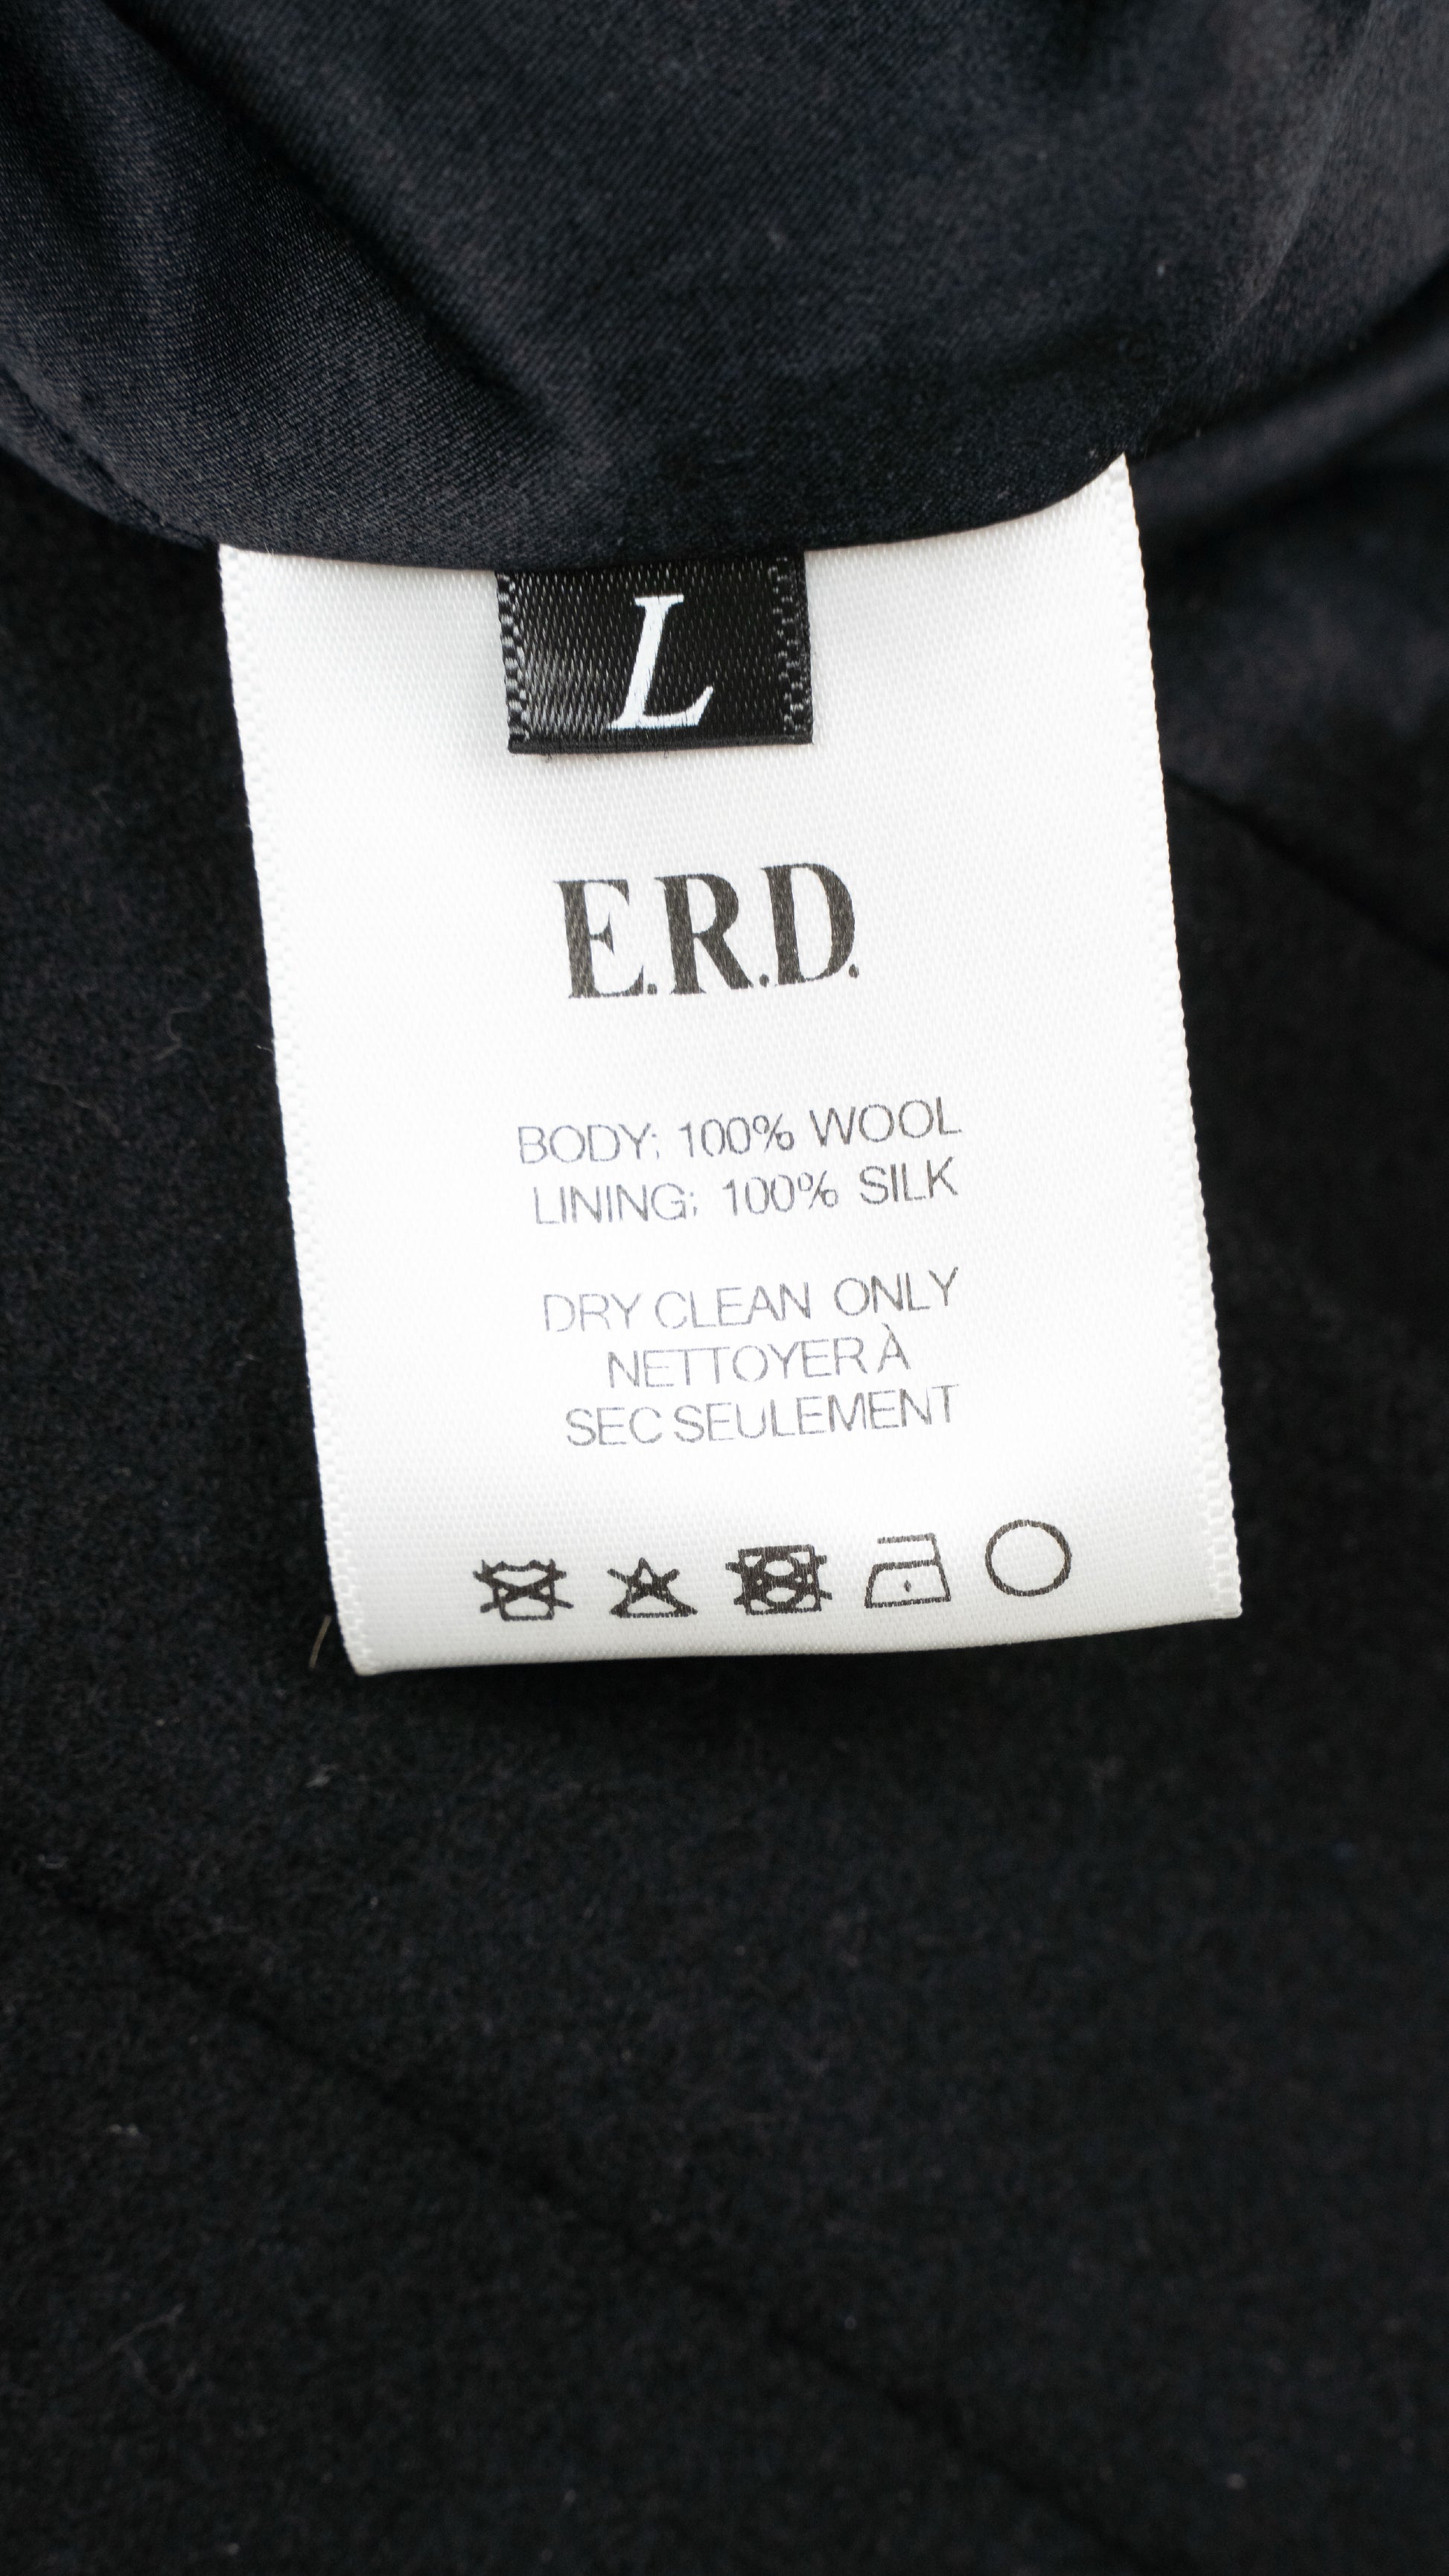 L
E.R.D.
BODY: 100% WOOL
LINING: 100% SILK
DRY CLEAN ONLY
NETTOYER À
SEC SEULEMENT